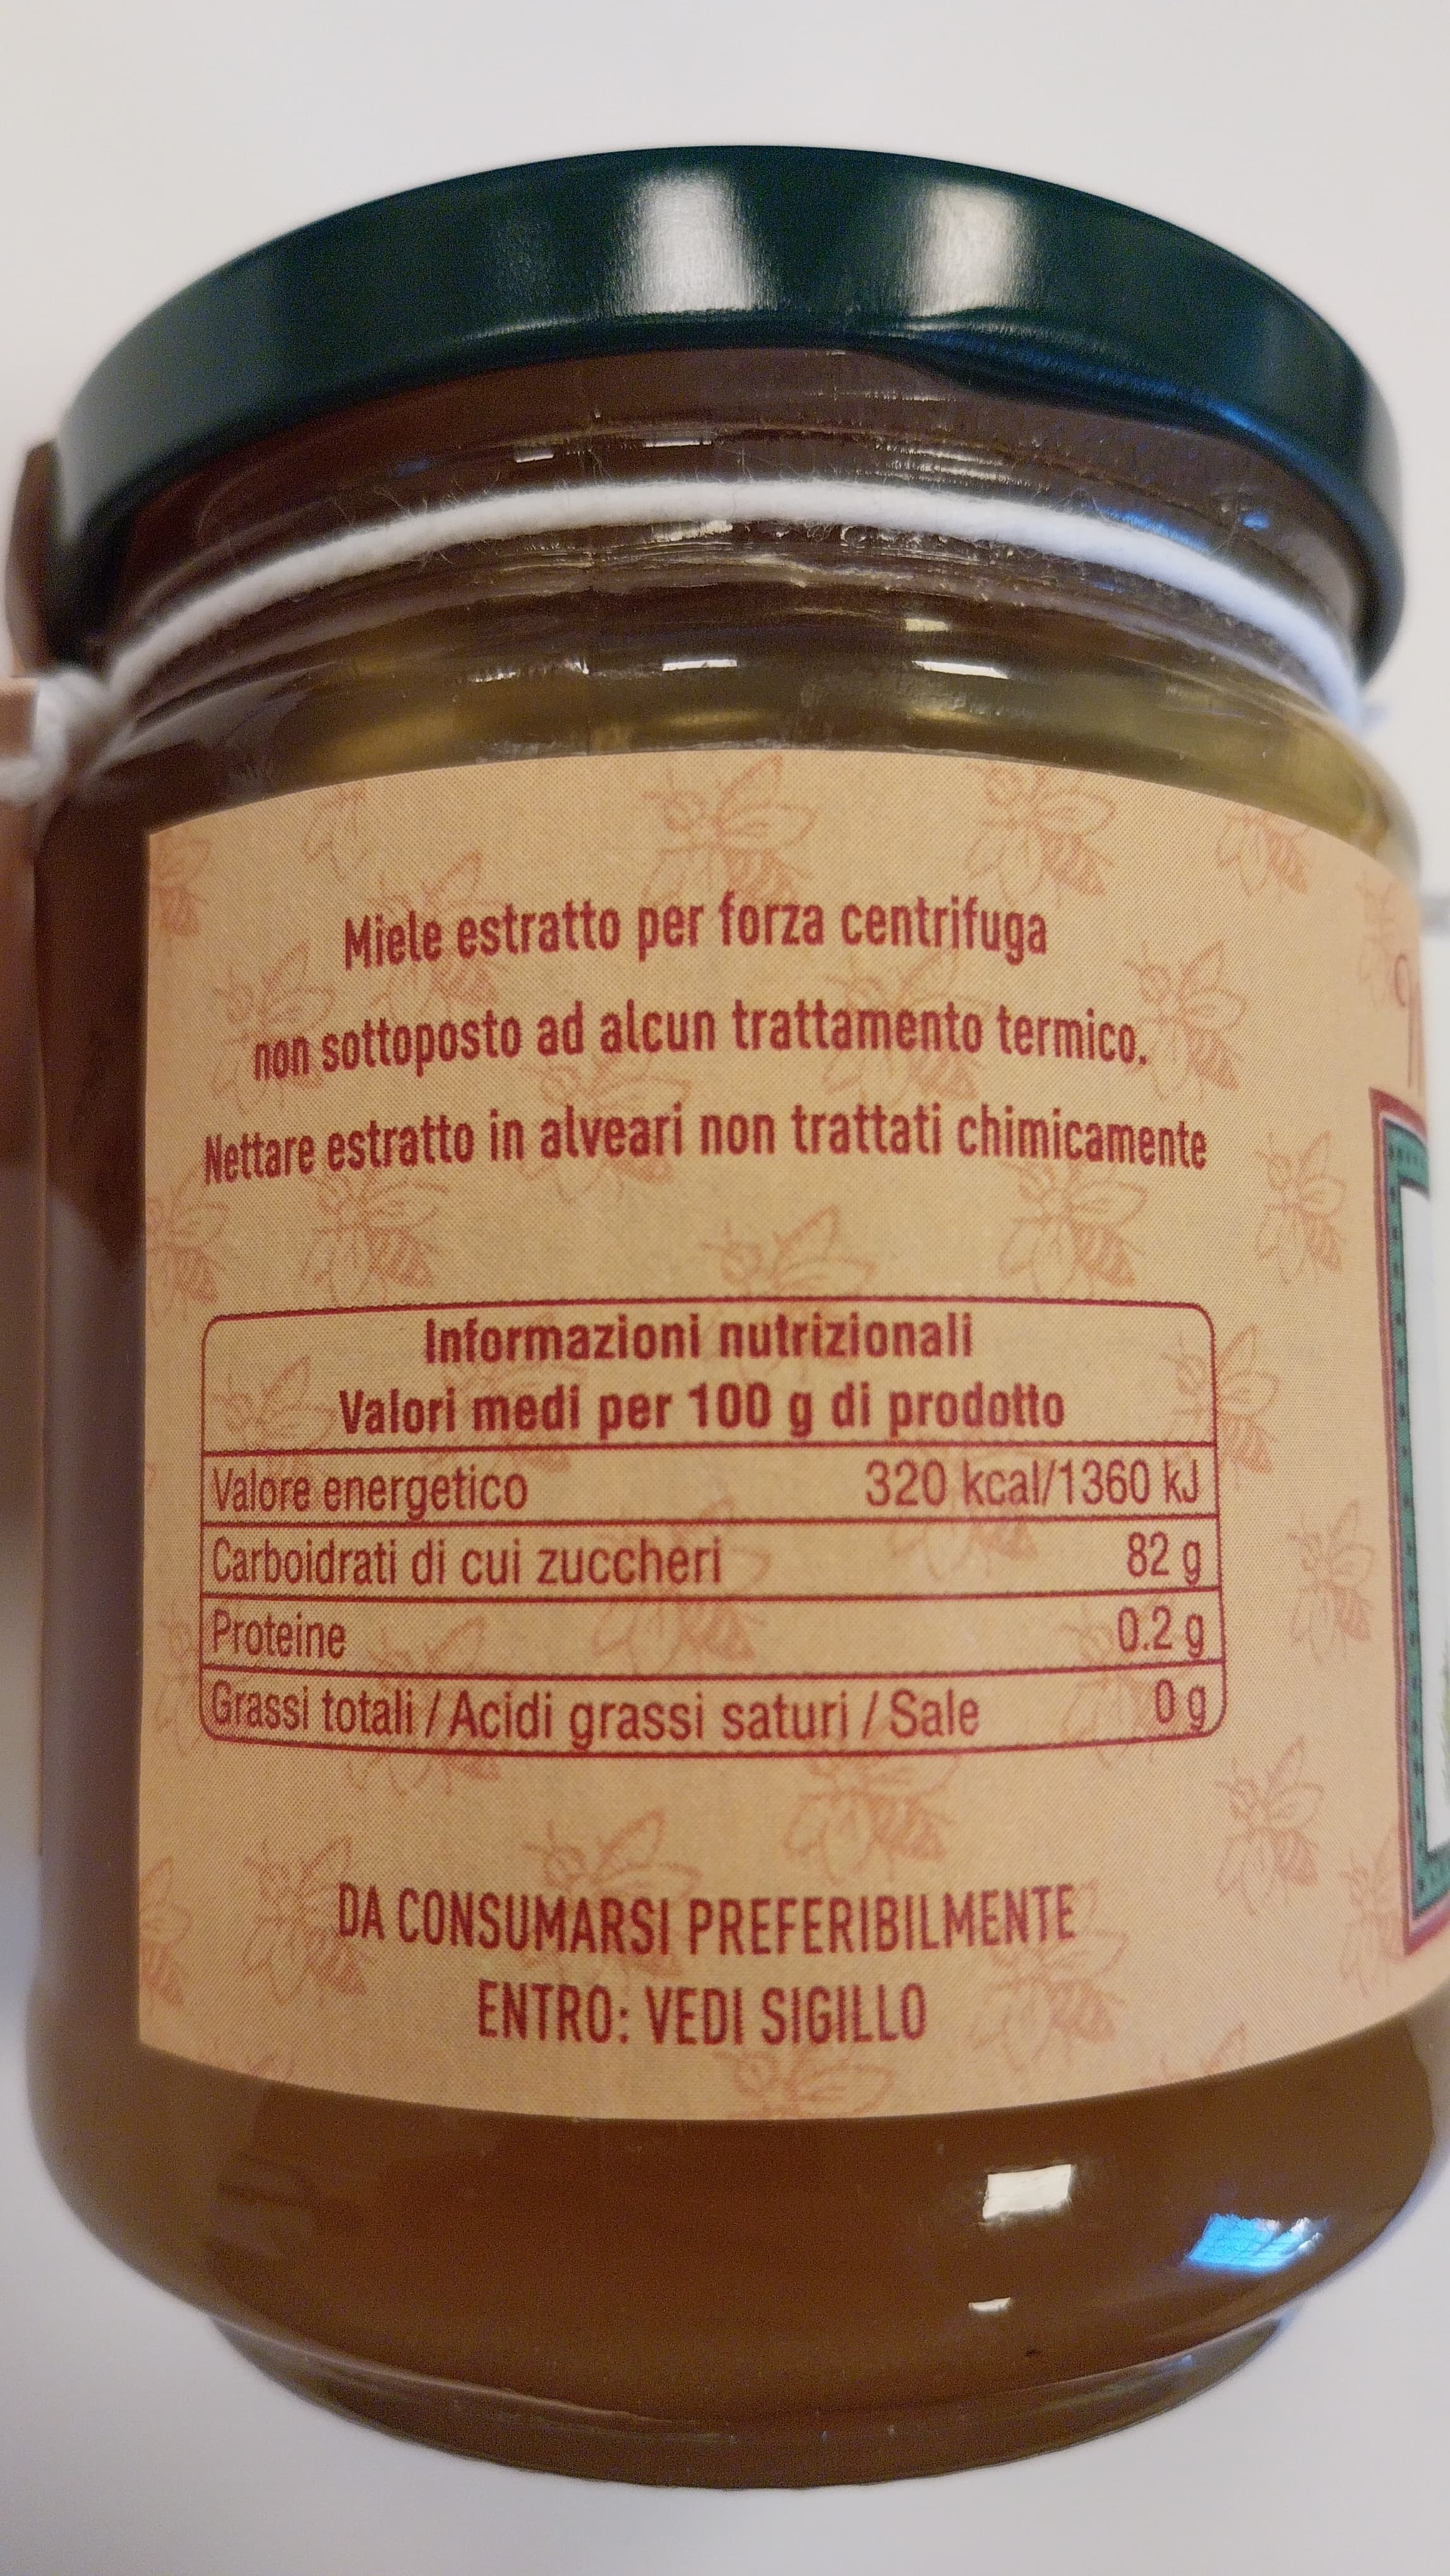 Miele estratto per forza centrifuga
non sottoposto ad alcun trattamento termico.
Nettare estratto in alveari non trattati chimicamente
Informazioni nutrizionali
Valori medi per 100 g di prodotto
Valore energetico 320 kcal/1360 kJ
Carboidrati di cui zuccheri 82 g
Proteine 0.2 g
Grassi totali / Acidi grassi saturi / Sale 0 g
DA CONSUMARSI PREFERIBILMENTE
ENTRO: VEDI SIGILLO